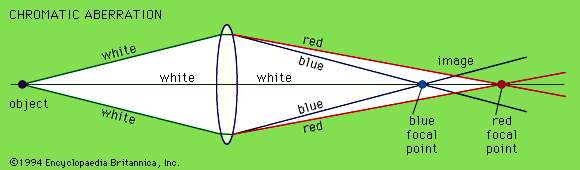 CHROMATIC ABERRATION
white
red
blue
image
white
white
object
white
blue
red
blue
focal
point
red
focal
point
©1994 Encyclopaedia Britannica, Inc.